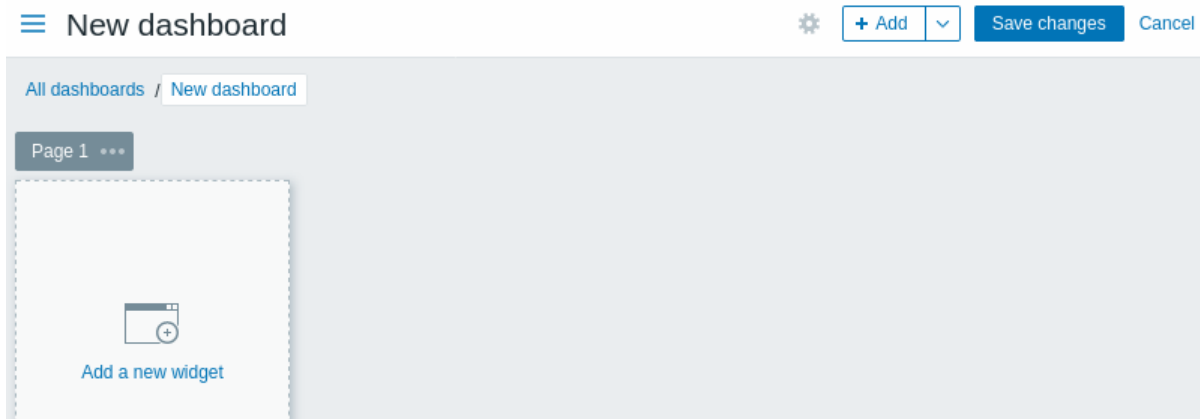 New dashboard
+ Add
Save changes
Cancel
All dashboards / New dashboard
Page 1 •••
Add a new widget